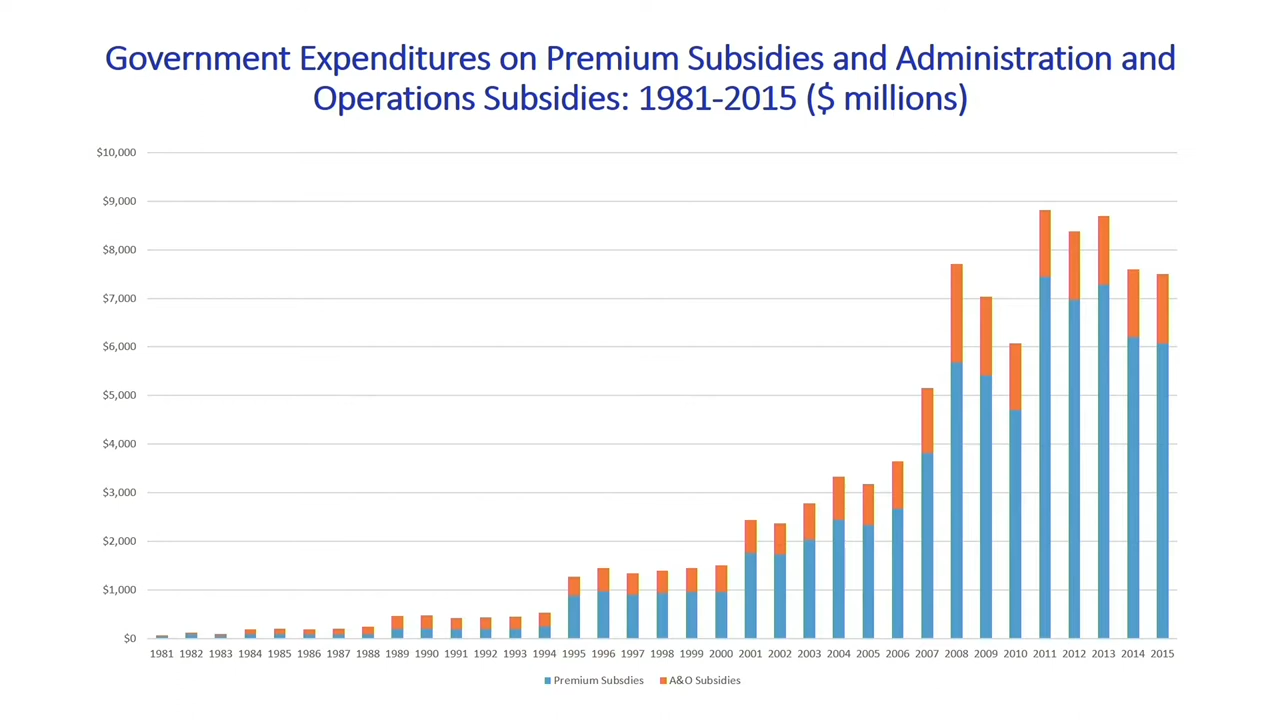 Government Expenditures on Premium Subsidies and Administration and
Operations Subsidies: 1981-2015 ($ millions)
$10,000
$9,000
$8,000
$7,000
$6,000
$5,000
$4,000
$3,000
$2,000
$1,000
$0
1981 1982 1983 1984 1985 1986 1987 1988 1989 1990 1991 1992 1993 1994 1995 1996 1997 1998 1999 2000 2001 2002 2003 2004 2005 2006 2007 2008 2009 2010 2011 2012 2013 2014 2015
Premium Subsdies A&O Subsidies